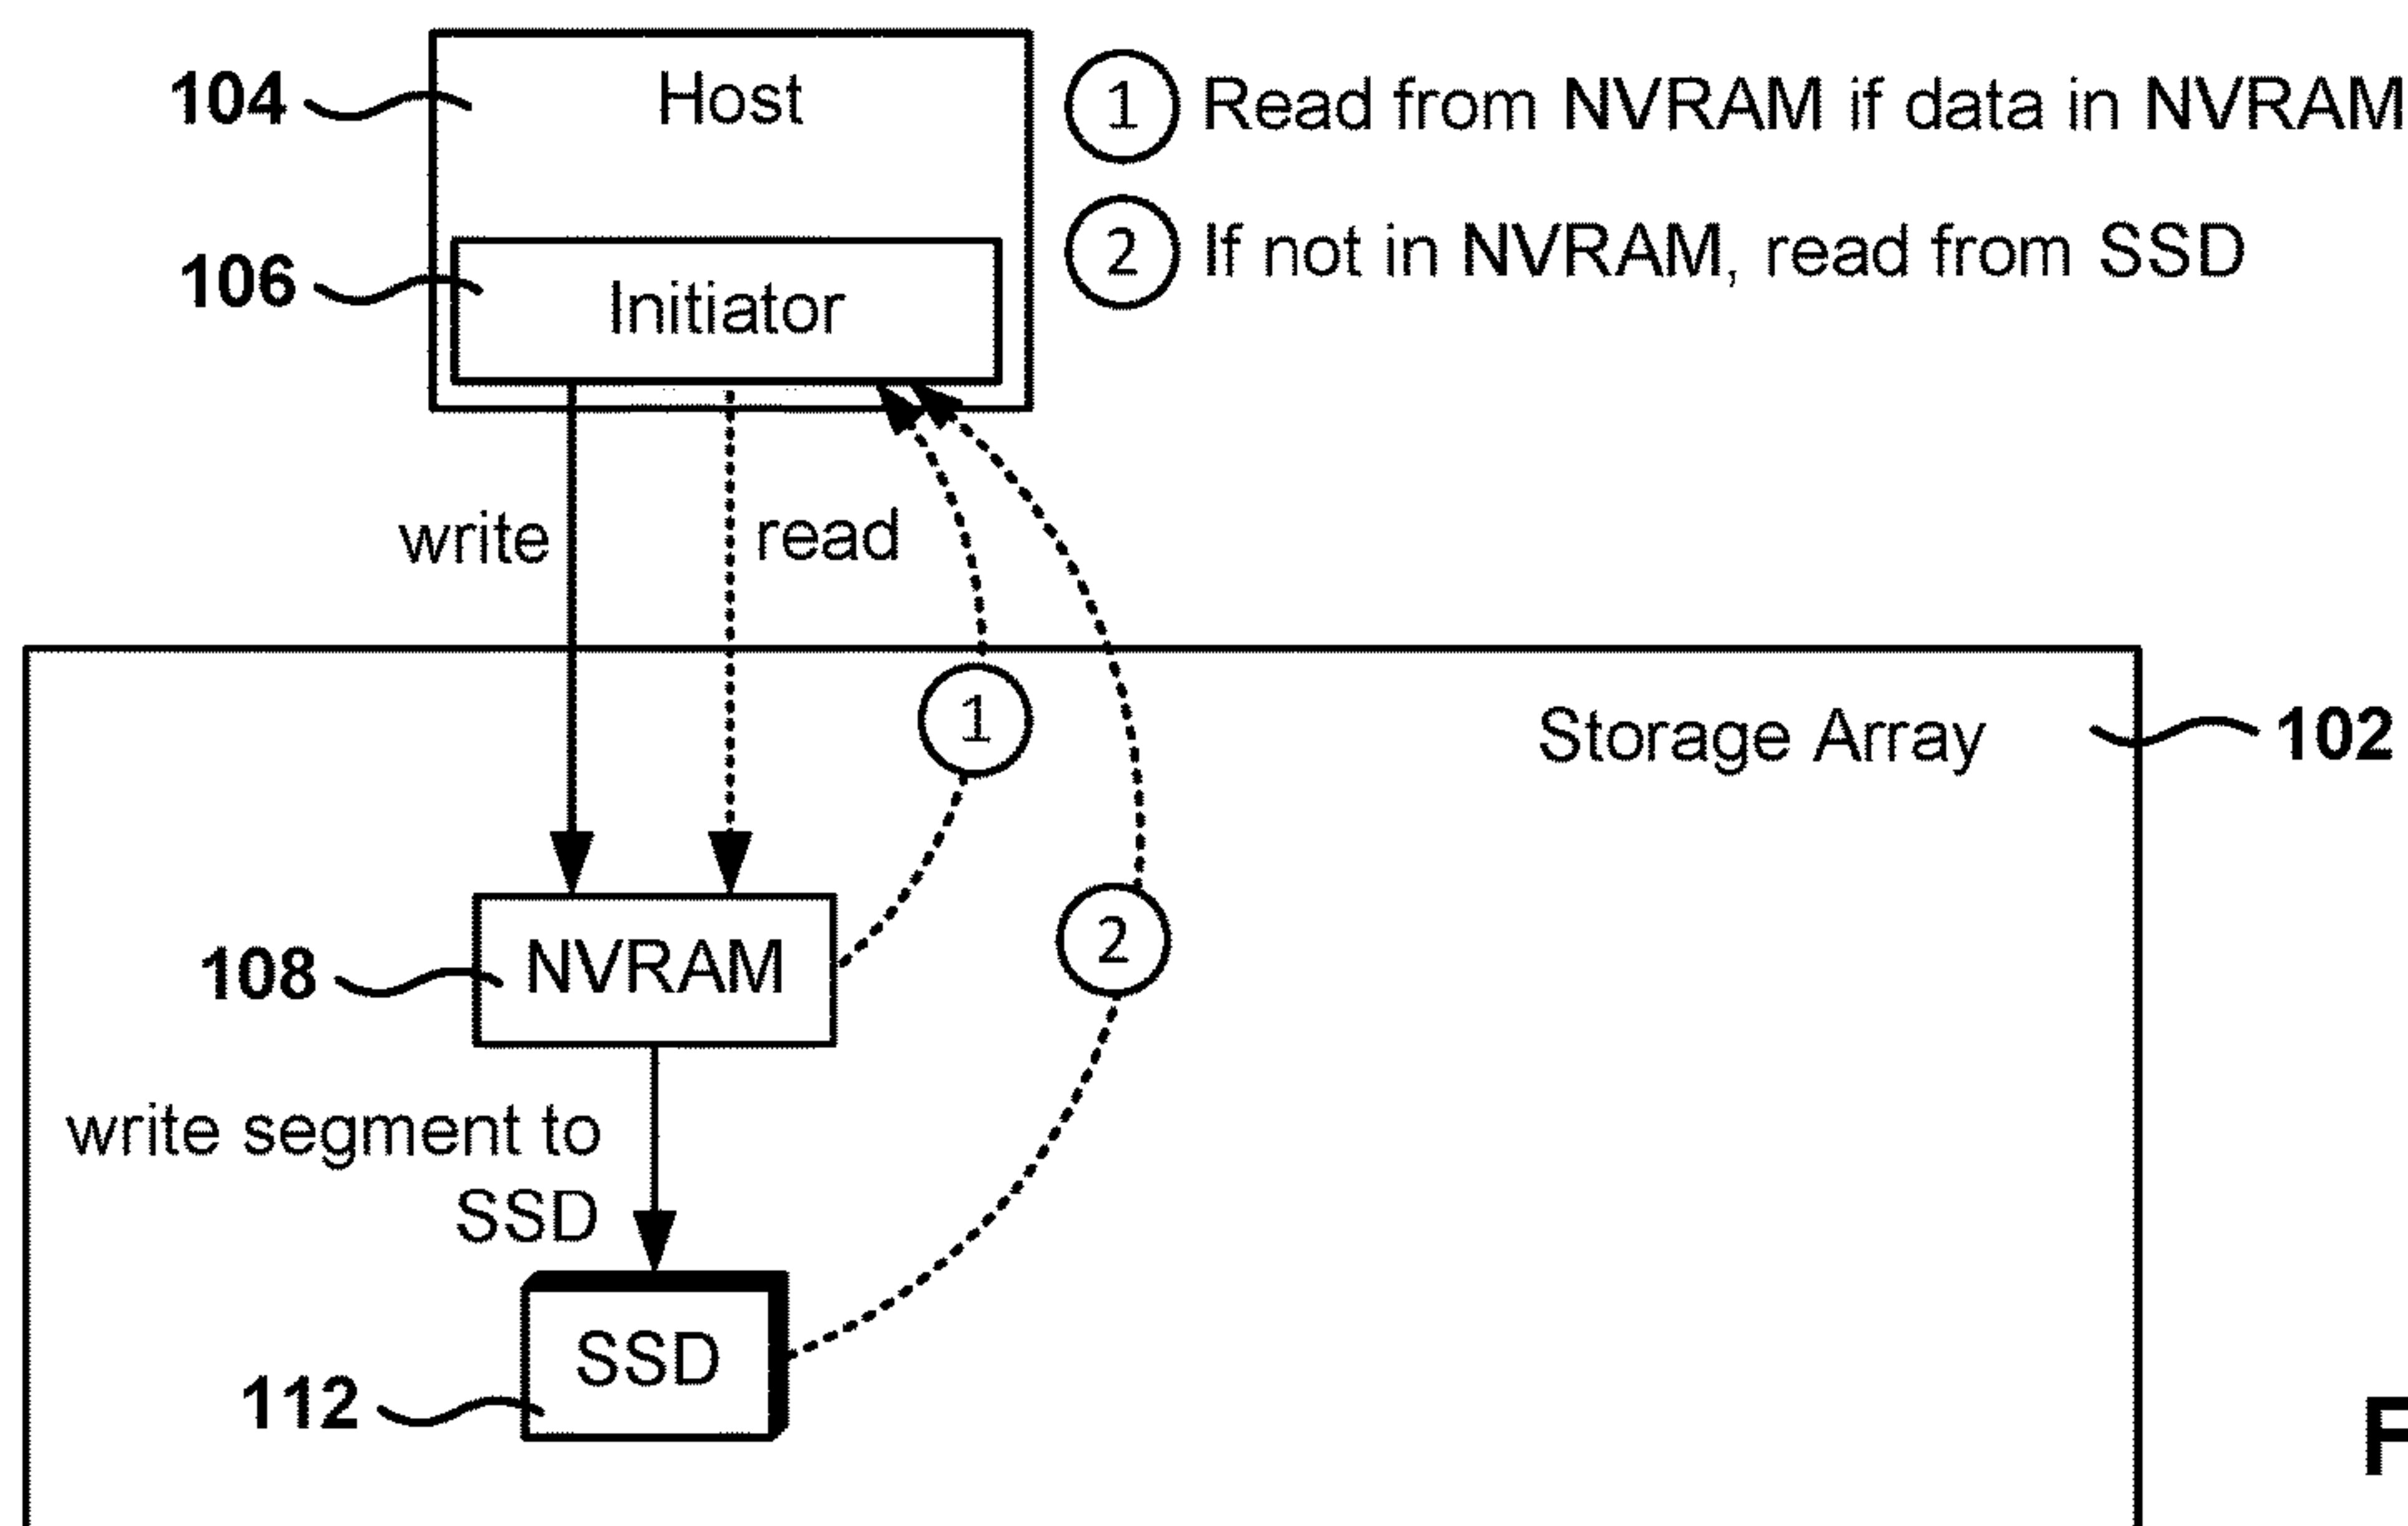 104
Host
1 Read from NVRAM if data in NVRAM
106
Initiator
2 If not in NVRAM, read from SSD
write
read
1
Storage Array
102
108
NVRAM
2
write segment to
SSD
112
SSD
F